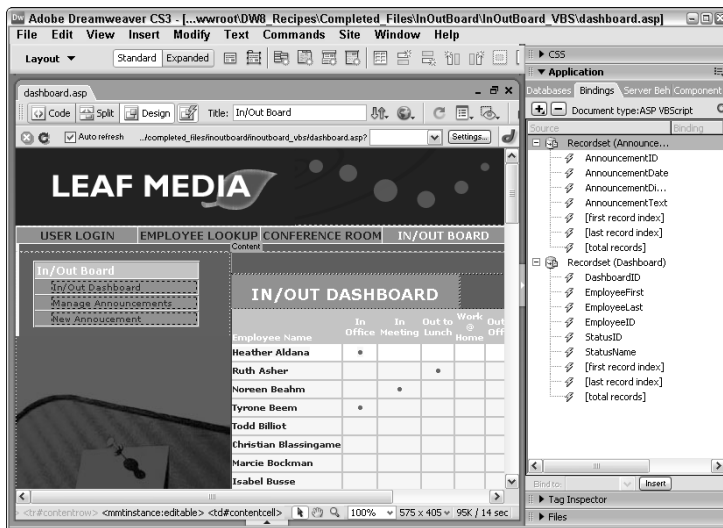 Adobe Dreamweaver CS3 - [...wwroot\DW8_Recipes\Completed_Files\InOutBoard\InOutBoard_VBS\dashboard.asp]
File Edit View Insert Modify Text Commands Site Window Help
Layout Standard Expanded
dashboard.asp
Code Split Design Title: In/Out Board
Auto refresh .../completed_files/inoutboard/inoutboard_vbs/dashboard.asp? Settings...
LEAF MEDIA
USER LOGIN EMPLOYEE LOOKUP CONFERENCE ROOM IN/OUT BOARD
Content
In/Out Board
In/Out Dashboard
Manage Announcements
New Annoucement
IN/OUT DASHBOARD
Employee Name In Office In Meeting Out to Lunch Work @ Home Out Off
Heather Aldana
Ruth Asher
Noreen Beahm
Tyrone Beem
Todd Billiot
Christian Blassingame
Marcie Bockman
Isabel Busse
<tr#contentrow> <mmtinstance:editable> <td#contentcell> 100% 575 x 405 95K / 14 sec
CSS
Application
Databases Bindings Server Beh Component
Document type:ASP VBScript
Source Binding
Recordset (Announce...
AnnouncementID
AnnouncementDate
AnnouncementDi...
AnnouncementText
[first record index]
[last record index]
[total records]
Recordset (Dashboard)
DashboardID
EmployeeFirst
EmployeeLast
EmployeeID
StatusID
StatusName
[first record index]
[last record index]
[total records]
Bind to: Insert
Tag Inspector
Files